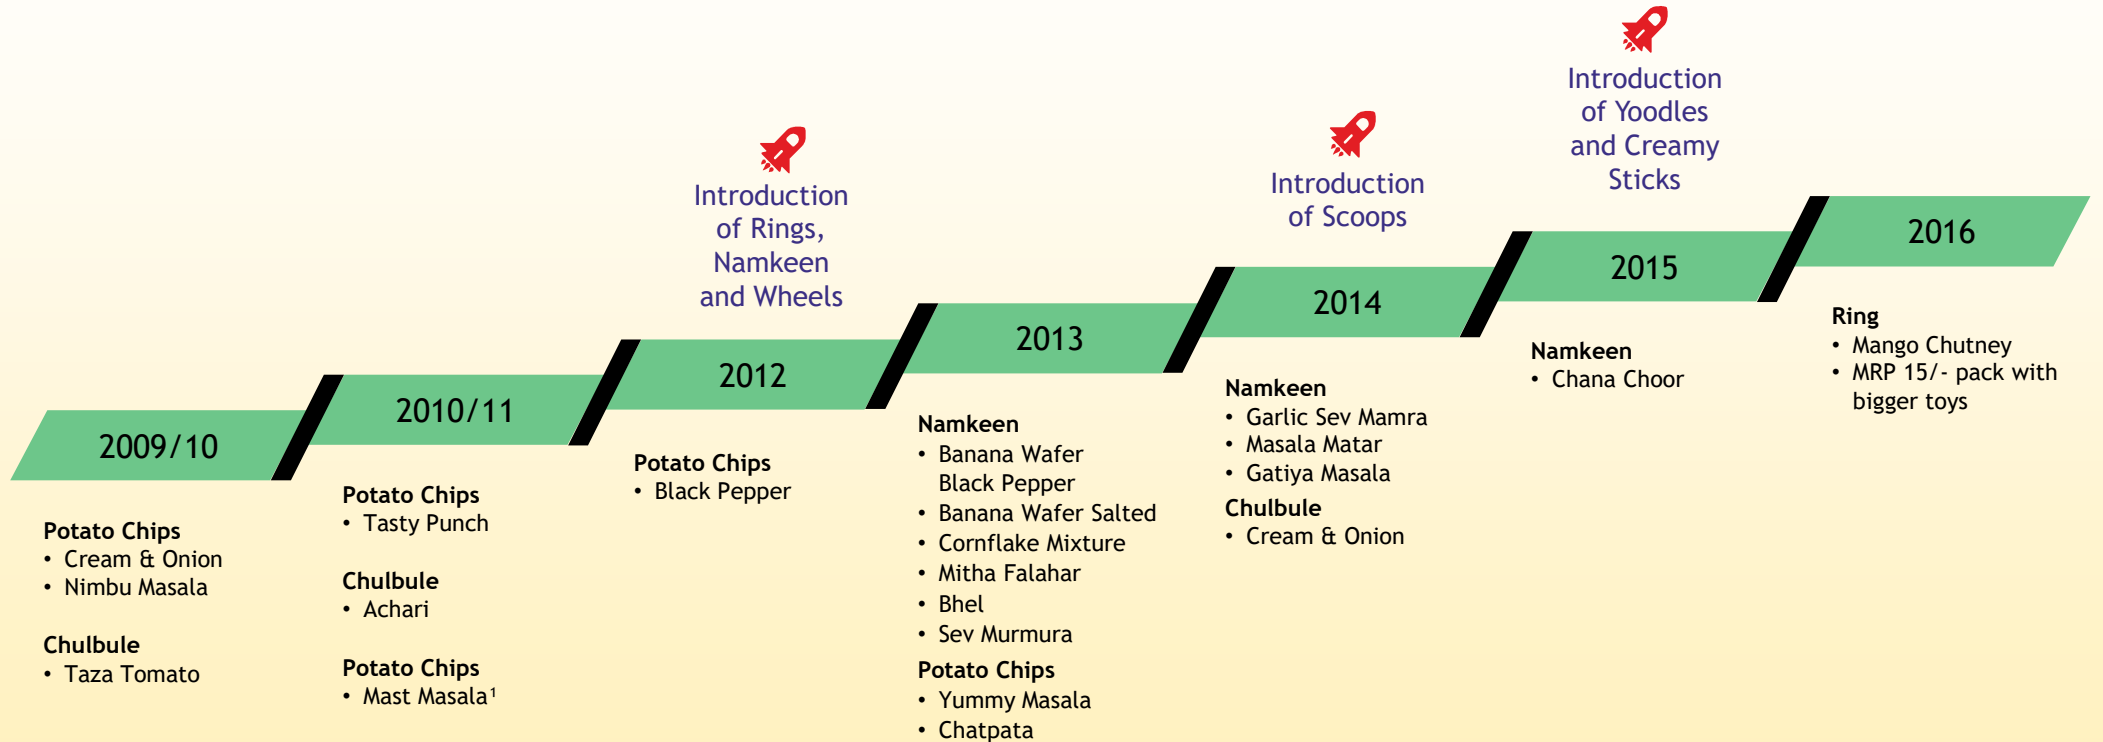 Introduction
of Rings,
Namkeen
and Wheels
Introduction
of Scoops
Introduction
of Yoodles
and Creamy
Sticks
2009/10
Potato Chips
• Cream & Onion
• Nimbu Masala
Chulbule
• Taza Tomato
2010/11
Potato Chips
• Tasty Punch
Chulbule
• Achari
Potato Chips
• Mast Masala¹
2012
Potato Chips
• Black Pepper
2013
Namkeen
• Banana Wafer
Black Pepper
• Banana Wafer Salted
• Cornflake Mixture
• Mitha Falahar
• Bhel
• Sev Murmura
Potato Chips
• Yummy Masala
• Chatpata
2014
Namkeen
• Garlic Sev Mamra
• Masala Matar
• Gatiya Masala
Chulbule
• Cream & Onion
2015
Namkeen
• Chana Choor
2016
Ring
• Mango Chutney
• MRP 15/- pack with
bigger toys